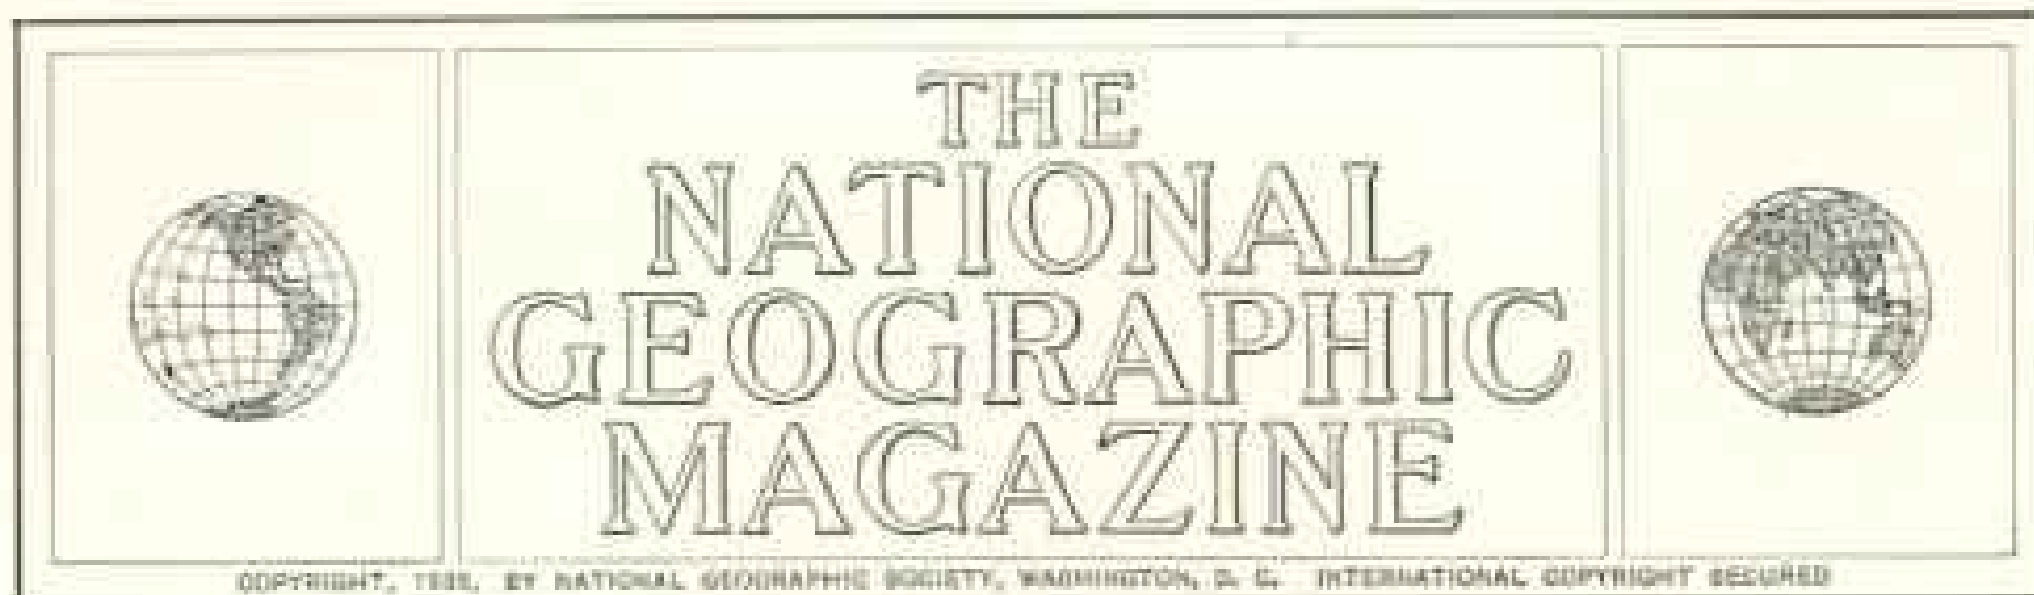 THE
NATIONAL
GEOGRAPHIC
MAGAZINE
COPYRIGHT, BY NATIONAL GEOGRAPHIC SOCIETY, WASHINGTON, D. C. INTERNATIONAL COPYRIGHT SECURED